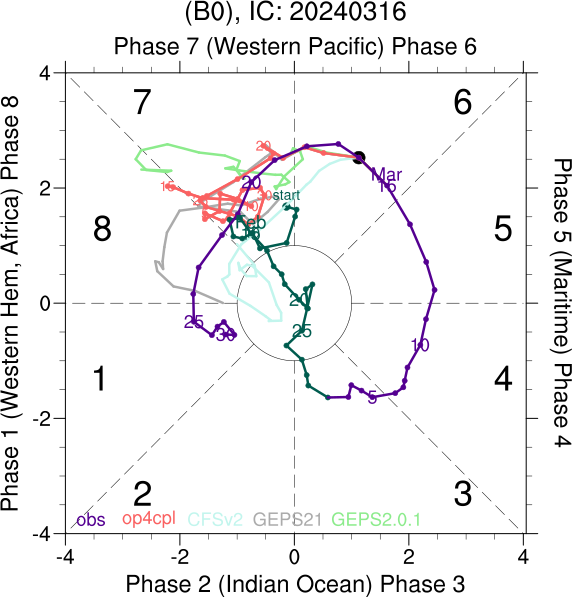 (B0), IC: 20240316
Phase 7 (Western Pacific) Phase 6
Phase 1 (Western Hem, Africa) Phase 8
Phase 5 (Maritime) Phase 4
4
2
0
-2
-4
7
6
8
5
1
4
2
3
20
start
Mar
15
20
30
Feb
20
25
25
30
10
5
obs op4cpl CFSv2 GEPS21 GEPS2.0.1
-4 -2 0 2 4
Phase 2 (Indian Ocean) Phase 3